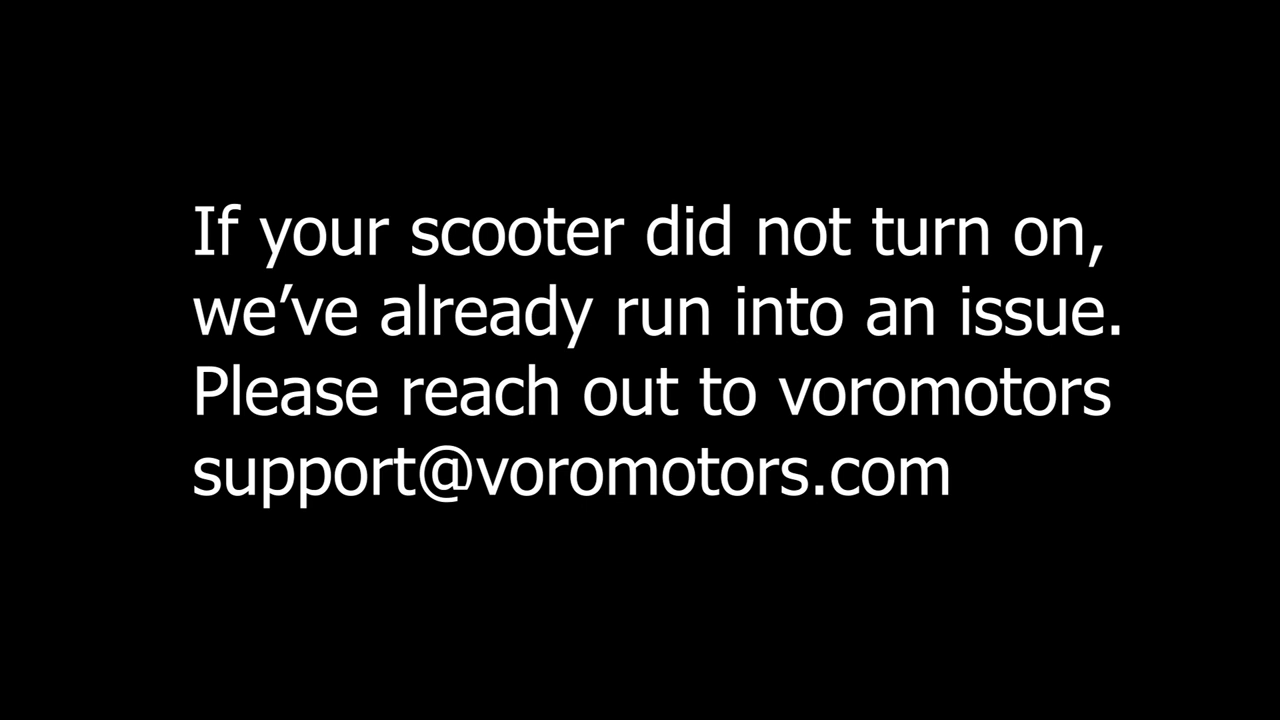 If your scooter did not turn on,
we’ve already run into an issue.
Please reach out to voromotors
support@voromotors.com